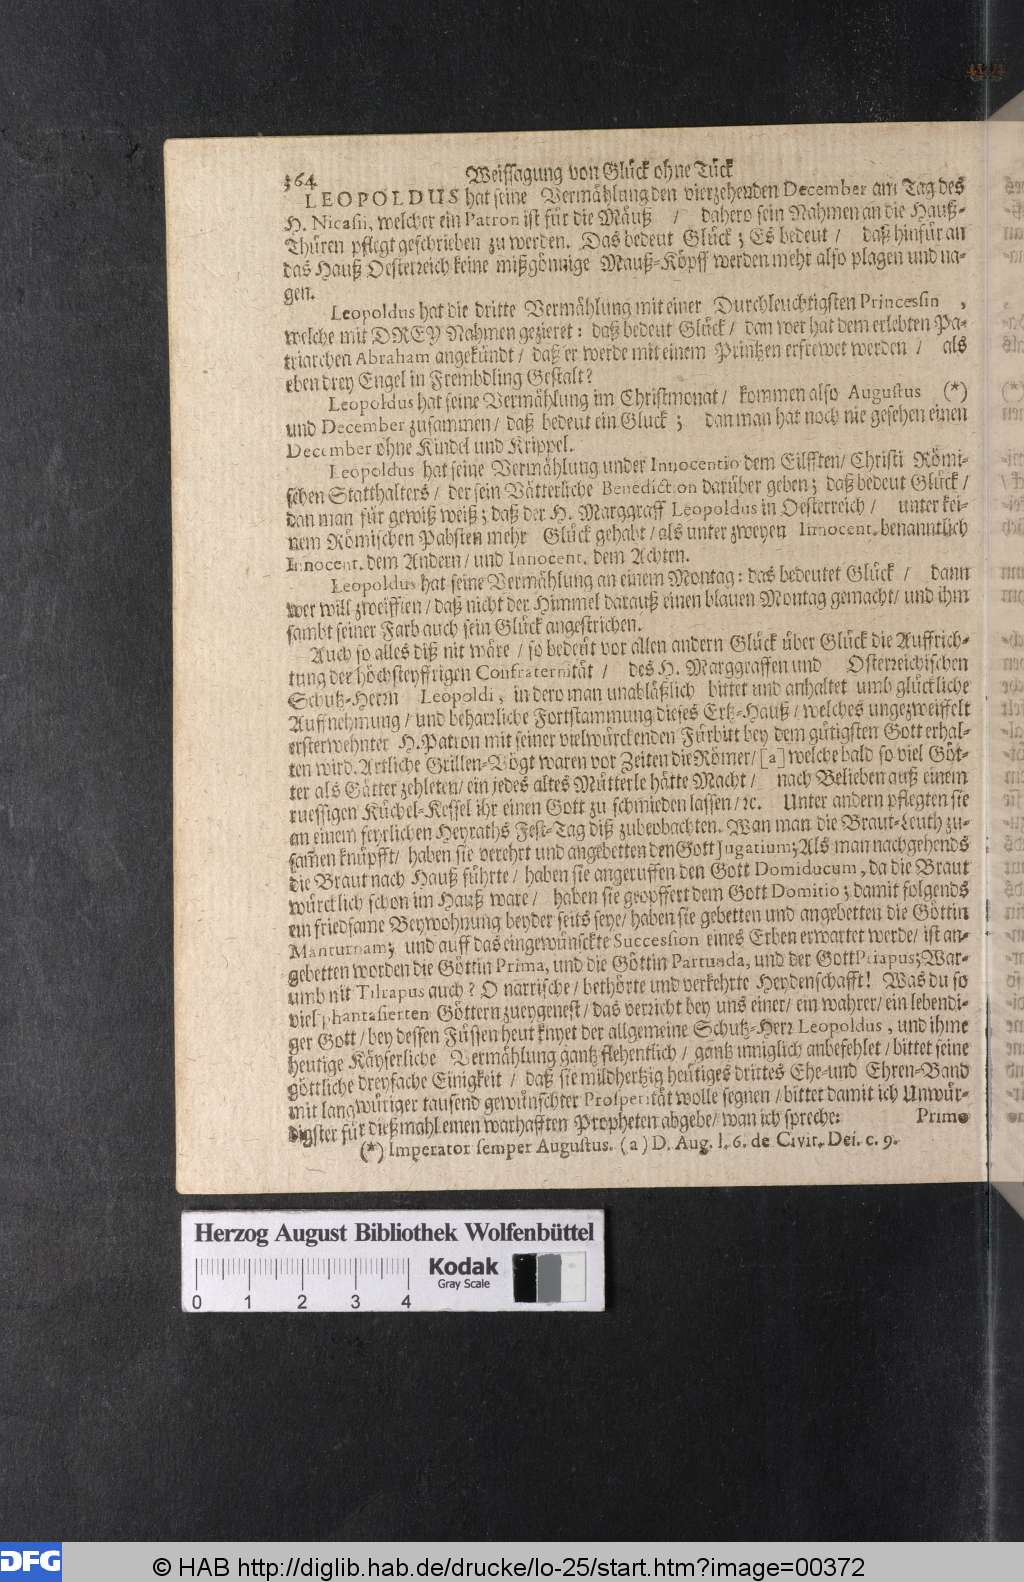 364 Weissagung von Glück ohne Tück
LEOPOLDUS hat seine Vermählung den vierzehenden December am Tag des
H. Nicasii, welcher ein Patron ist für die Mäuß / dahero sein Nahmen an die Hauß-
Thüren pflegt geschrieben zu werden. Das bedeut Glück; Es bedeut / daß hinfür an
das Hauß Oesterreich keine mißgönnige Mauß-Köpff werden mehr also plagen und na-
gen.
Leopoldus hat die dritte Vermählung mit einer Durchleuchtigsten Princessin ,
welche mit DREY Nahmen gezieret: daß bedeut Glück / dan wer hat dem erlebten Pa-
triarchen Abraham angekündt / daß er werde mit einem Printzen erfrewet werden / als
eben drey Engel in Frembdling Gestalt?
Leopoldus hat seine Vermählung im Christmonat / kommen also Augustus (*)
und December zusammen / daß bedeut ein Gluck ; dan man hat noch nie gesehen einen
December ohne Kindel und Krippel.
Leopoldus hat seine Vermählung under Innocentio dem Eilfften / Christi Römi-
schen Statthalters / der sein Vätterliche Benediction darüber geben; daß bedeut Glück /
dan man für gewiß weiß; daß der H. Marggraff Leopoldus in Oesterreich / unter kei-
nem Römischen Pabsten mehr Glück gehabt / als unter zweyen Innocent. benanntlich
Innocent. dem Andern / und Innocent. dem Achten.
Leopoldus hat seine Vermählung an einem Montag: das bedeutet Glück / dann
wer will zweiffien / daß nicht der Himmel darauß einen blauen Montag gemacht / und ihm
sambt seiner Farb auch sein Glück angestrichen.
Auch so alles diß nit wäre / so bedeut vor allen andern Glück über Glück die Auffrich-
tung der höchsteyffrigen Confraternität / des H. Marggraffen und Osterreichischen
Schutz-Herrn Leopoldi, in dero man unabläßlich bittet und anhaltet umb glückliche
Auffnehmung / und beharrliche Fortstammung dieses Ertz-Hauß / welches ungezweiffelt
ersterwehnter H. Patron mit seiner vielwürckenden Fürbitt bey dem gütigsten Gott erhal-
ten wird. Artliche Grillen-Vögt waren vor Zeiten die Römer / [a] welche bald so viel Göt-
ter als Gätter zehleten / ein jedes altes Mütterle hätte Macht / nach Belieben auß einem
ruessigen Küchel-Kessel ihr einen Gott zu schmieden lassen / ꝛc. Unter andern pflegten sie
an einem feyrlichen Heyraths Fest-Tag diß zubeobachten. Wan man die Braut-Leuth zu-
sam̃en knüpfft / haben sie verehrt und angebetten den Gott Jugatium; Als man nachgehends
die Braut nach Hauß führte / haben sie angeruffen den Gott Domiducum, da die Braut
würcklich schon im Hauß ware / haben sie geopffert dem Gott Domitio; damit folgends
ein friedsame Beywohnung beyder seits seye / haben sie gebetten und angebetten die Göttin
Manturnam; und auff das eingewünschte Succession eines Erben erwartet werde / ist an-
gebetten worden die Göttin Prima, und die Göttin Partunda, und der Gott Priapus; War-
umb nit Tilrapus auch? O narrische / bethörte und verkehrte Heydenschafft! Was du so
viel phantasierten Göttern zueygenest / das verricht bey uns einer / ein wahrer / ein lebendi-
ger Gott / bey dessen Füssen heut knyet der allgemeine Schutz-Herr Leopoldus, und ihme
heutige Käyserliche Vermählung gantz flehentlich / gantz inniglich anbefehlet / bittet seine
göttliche dreyfache Einigkeit / daß sie mildhertzig heutiges drittes Ehe-und Ehren-Band
mit langwüriger tausend gewünschter Prosperität wolle segnen / bittet damit ich Unwür-
digster für dießmahl einen warhafften Propheten abgebe / wan ich spreche: Primo
(*) Imperator semper Augustus. (a) D. Aug. l. 6. de Civit. Dei. c. 9.
Herzog August Bibliothek Wolfenbüttel
Kodak
Gray Scale
0 1 2 3 4
DFG
© HAB http://diglib.hab.de/drucke/lo-25/start.htm?image=00372